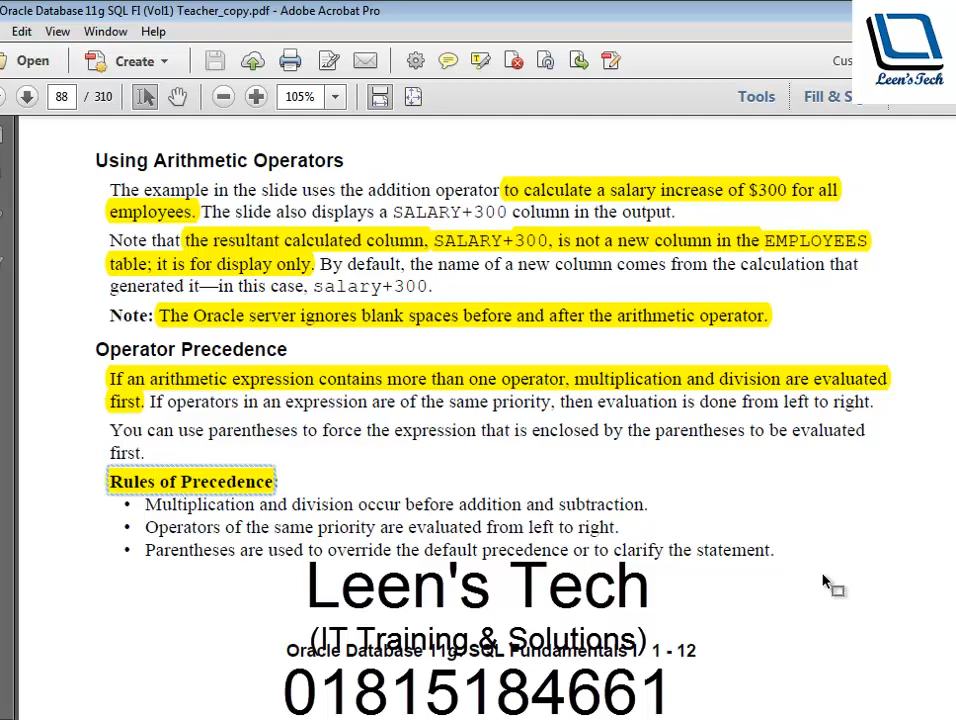 Oracle Database 11g SQL FI (Vol1) Teacher_copy.pdf - Adobe Acrobat Pro
Edit View Window Help
Open Create Cus
Leen'sTech
88 / 310 105% Tools Fill & S
Using Arithmetic Operators
The example in the slide uses the addition operator to calculate a salary increase of $300 for all
employees. The slide also displays a SALARY+300 column in the output.
Note that the resultant calculated column, SALARY+300, is not a new column in the EMPLOYEES
table; it is for display only. By default, the name of a new column comes from the calculation that
generated it—in this case, salary+300.
Note: The Oracle server ignores blank spaces before and after the arithmetic operator.
Operator Precedence
If an arithmetic expression contains more than one operator, multiplication and division are evaluated
first. If operators in an expression are of the same priority, then evaluation is done from left to right.
You can use parentheses to force the expression that is enclosed by the parentheses to be evaluated
first.
Rules of Precedence
• Multiplication and division occur before addition and subtraction.
• Operators of the same priority are evaluated from left to right.
• Parentheses are used to override the default precedence or to clarify the statement.
Leen's Tech
(IT Training & Solutions)
Oracle Database 11g: SQL Fundamentals I 1 - 12
01815184661